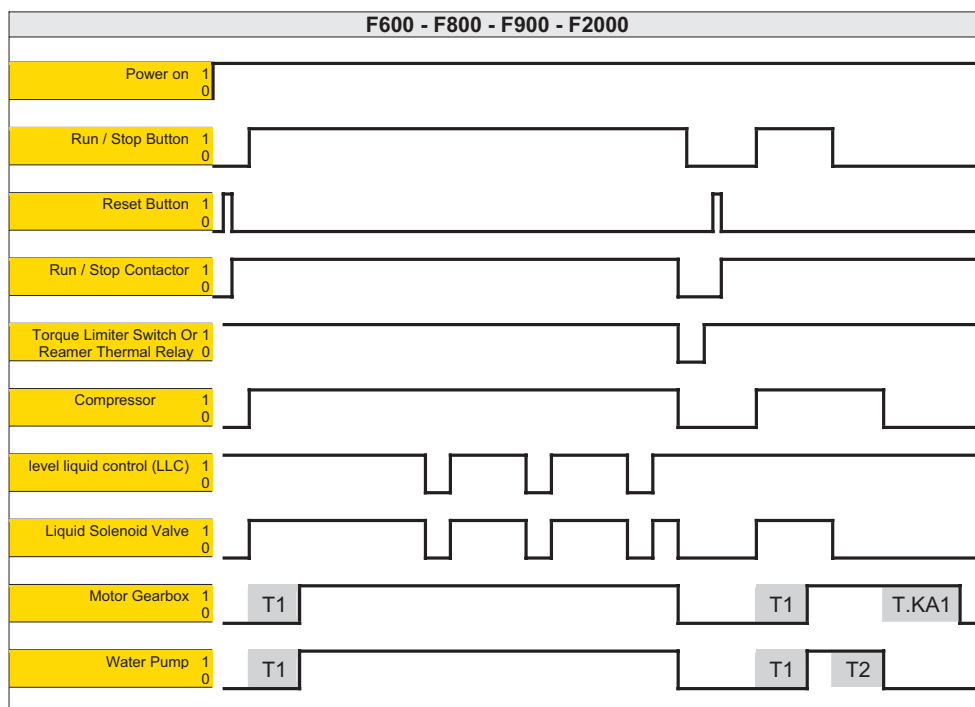 F600 - F800 - F900 - F2000
Power on 1
0
Run / Stop Button 1
0
Reset Button 1
0
Run / Stop Contactor 1
0
Torque Limiter Switch Or 1
Reamer Thermal Relay 0
Compressor 1
0
level liquid control (LLC) 1
0
Liquid Solenoid Valve 1
0
Motor Gearbox 1
0
T1 T1 T.KA1
Water Pump 1
0
T1 T1 T2